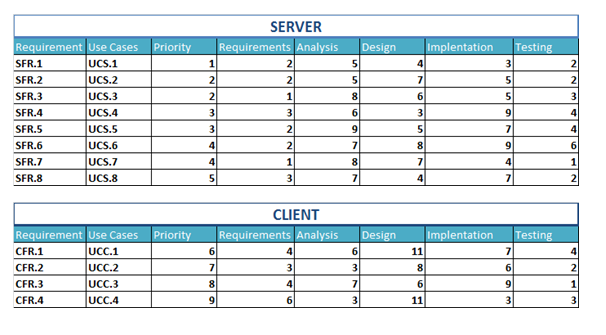 SERVER
Requirement Use Cases Priority Requirements Analysis Design Implentation Testing
SFR.1 UCS.1 1 2 5 4 3 2
SFR.2 UCS.2 2 2 5 7 5 2
SFR.3 UCS.3 2 1 8 6 5 3
SFR.4 UCS.4 3 3 6 3 9 4
SFR.5 UCS.5 3 2 9 5 7 4
SFR.6 UCS.6 4 2 7 8 9 6
SFR.7 UCS.7 4 1 8 7 4 1
SFR.8 UCS.8 5 3 7 4 7 2
CLIENT
Requirement Use Cases Priority Requirements Analysis Design Implentation Testing
CFR.1 UCC.1 6 4 6 11 7 4
CFR.2 UCC.2 7 3 3 8 6 2
CFR.3 UCC.3 8 4 7 6 9 1
CFR.4 UCC.4 9 6 3 11 3 3